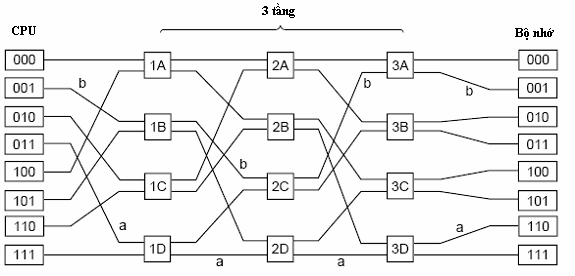 3 tầng
CPU
Bộ nhớ
000 1A 2A 3A 000
001 b b b 001
010 1B 2B 3B 010
011 011
100 b 100
101 1C 2C 3C 101
110 a a 110
111 1D a 2D a 3D 111